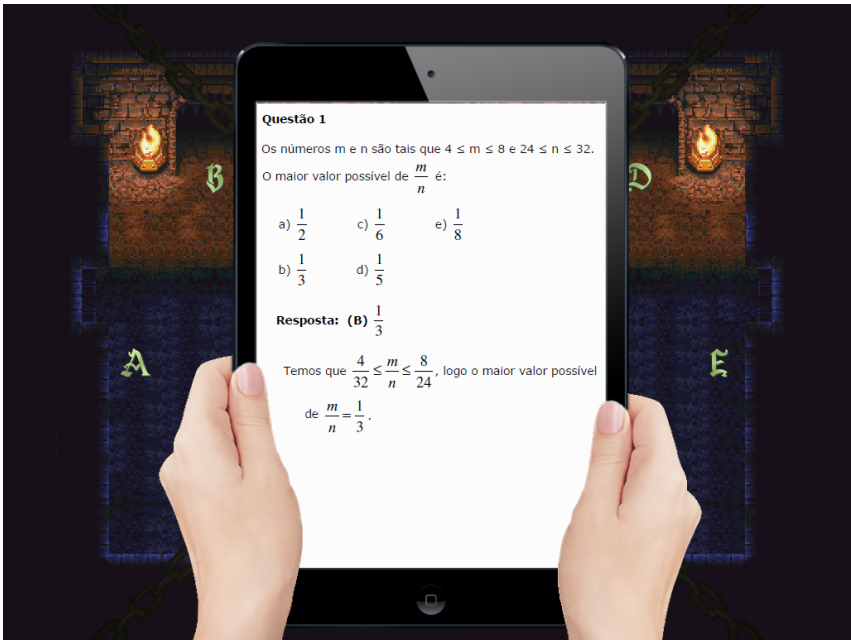 Questão 1
Os números m e n são tais que 4 ≤ m ≤ 8 e 24 ≤ n ≤ 32.
O maior valor possível de m/n é:
a) 1/2 c) 1/6 e) 1/8
b) 1/3 d) 1/5
Resposta: (B) 1/3
Temos que 4/32 ≤ m/n ≤ 8/24, logo o maior valor possível
de m/n = 1/3.
B
D
A
E